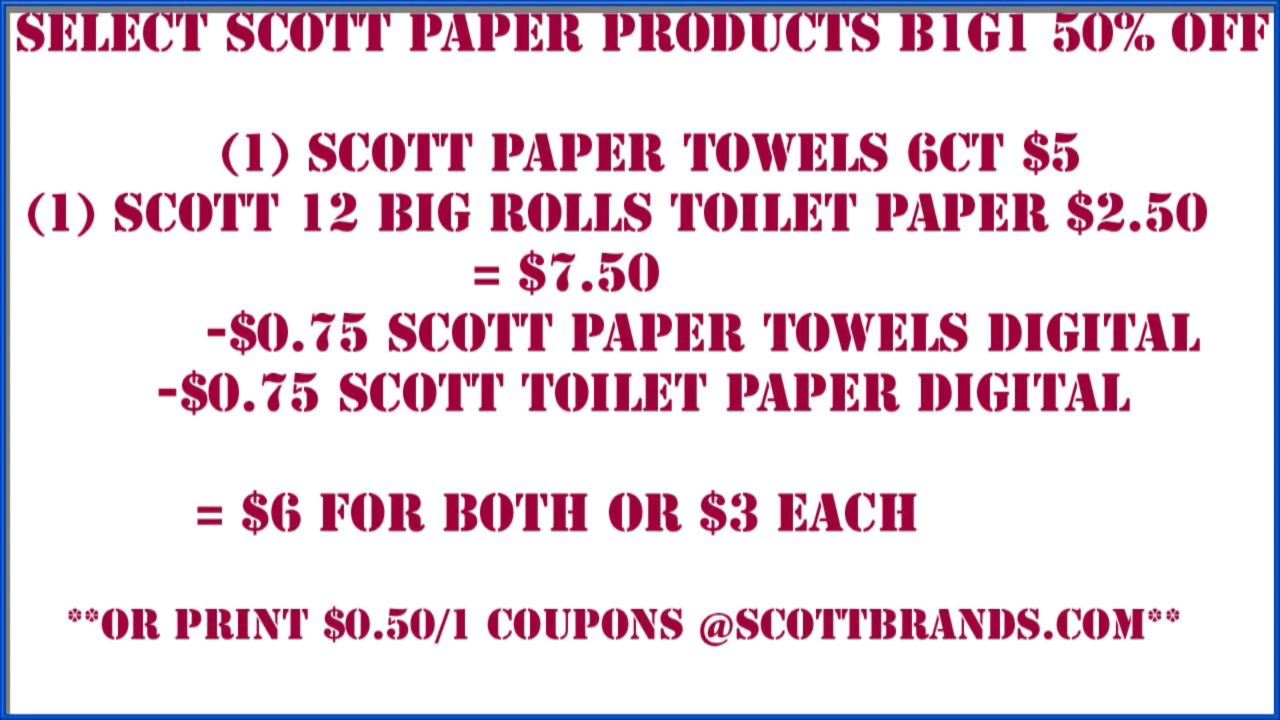 SELECT SCOTT PAPER PRODUCTS B1G1 50% OFF
(1) SCOTT PAPER TOWELS 6CT $5
(1) SCOTT 12 BIG ROLLS TOILET PAPER $2.50
= $7.50
-$0.75 SCOTT PAPER TOWELS DIGITAL
-$0.75 SCOTT TOILET PAPER DIGITAL
= $6 FOR BOTH OR $3 EACH
**OR PRINT $0.50/1 COUPONS @SCOTTBRANDS.COM**